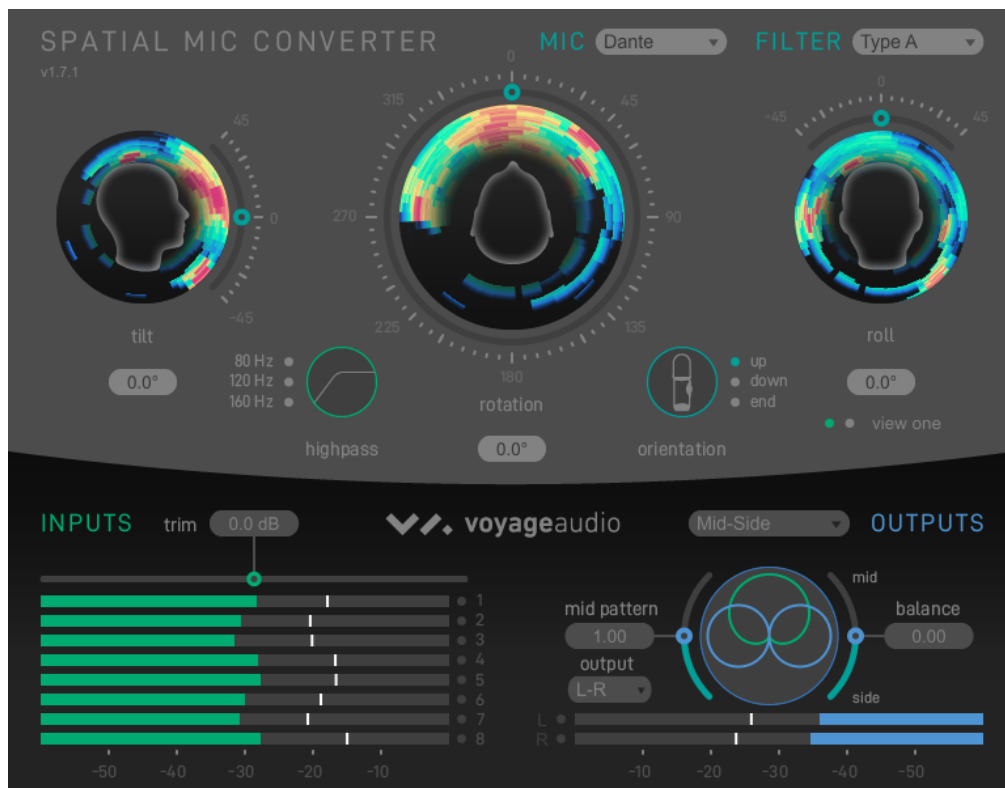 SPATIAL MIC CONVERTER
MIC Dante
FILTER Type A
v1.7.1
45
0
-45
tilt
0.0°
0
45
90
135
180
225
270
315
rotation
0.0°
-45
0
45
roll
0.0°
80 Hz
120 Hz
160 Hz
highpass
up
down
end
orientation
view one
INPUTS
trim 0.0 dB
voyageaudio
Mid-Side
OUTPUTS
1
2
3
4
5
6
7
8
-50 -40 -30 -20 -10
mid pattern
1.00
output
L-R
mid
side
balance
0.00
L
R
-10 -20 -30 -40 -50